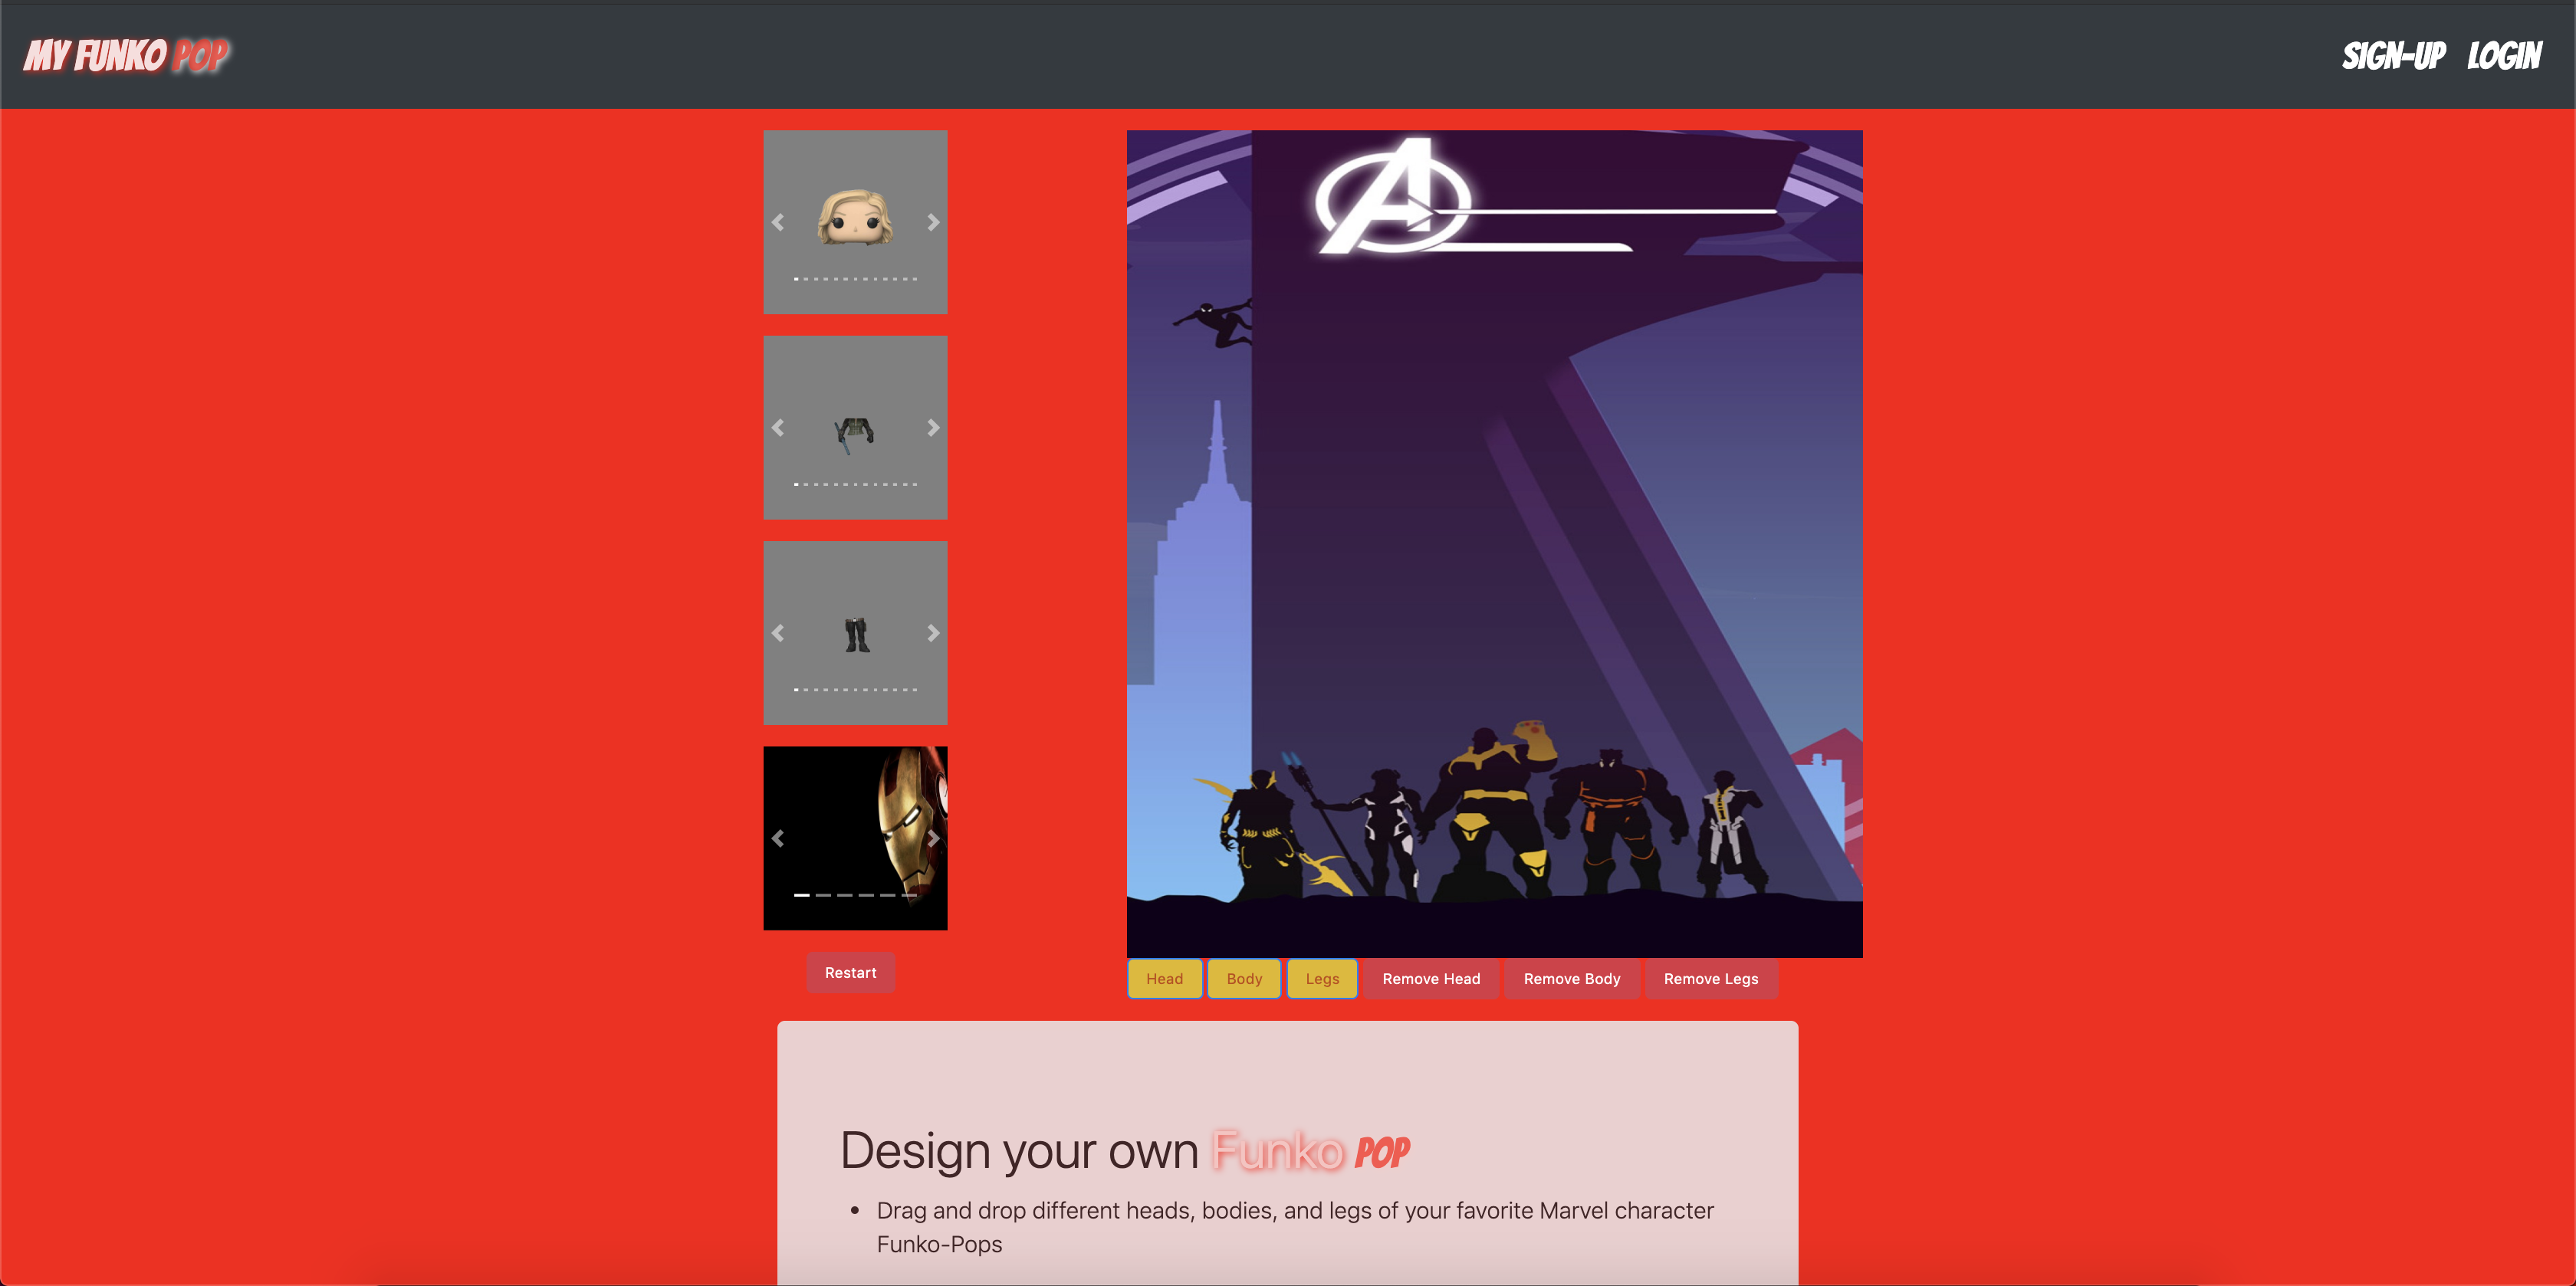 MY FUNKO POP
SIGN-UP LOGIN
Restart
Head Body Legs Remove Head Remove Body Remove Legs
Design your own Funko POP
• Drag and drop different heads, bodies, and legs of your favorite Marvel character
Funko-Pops